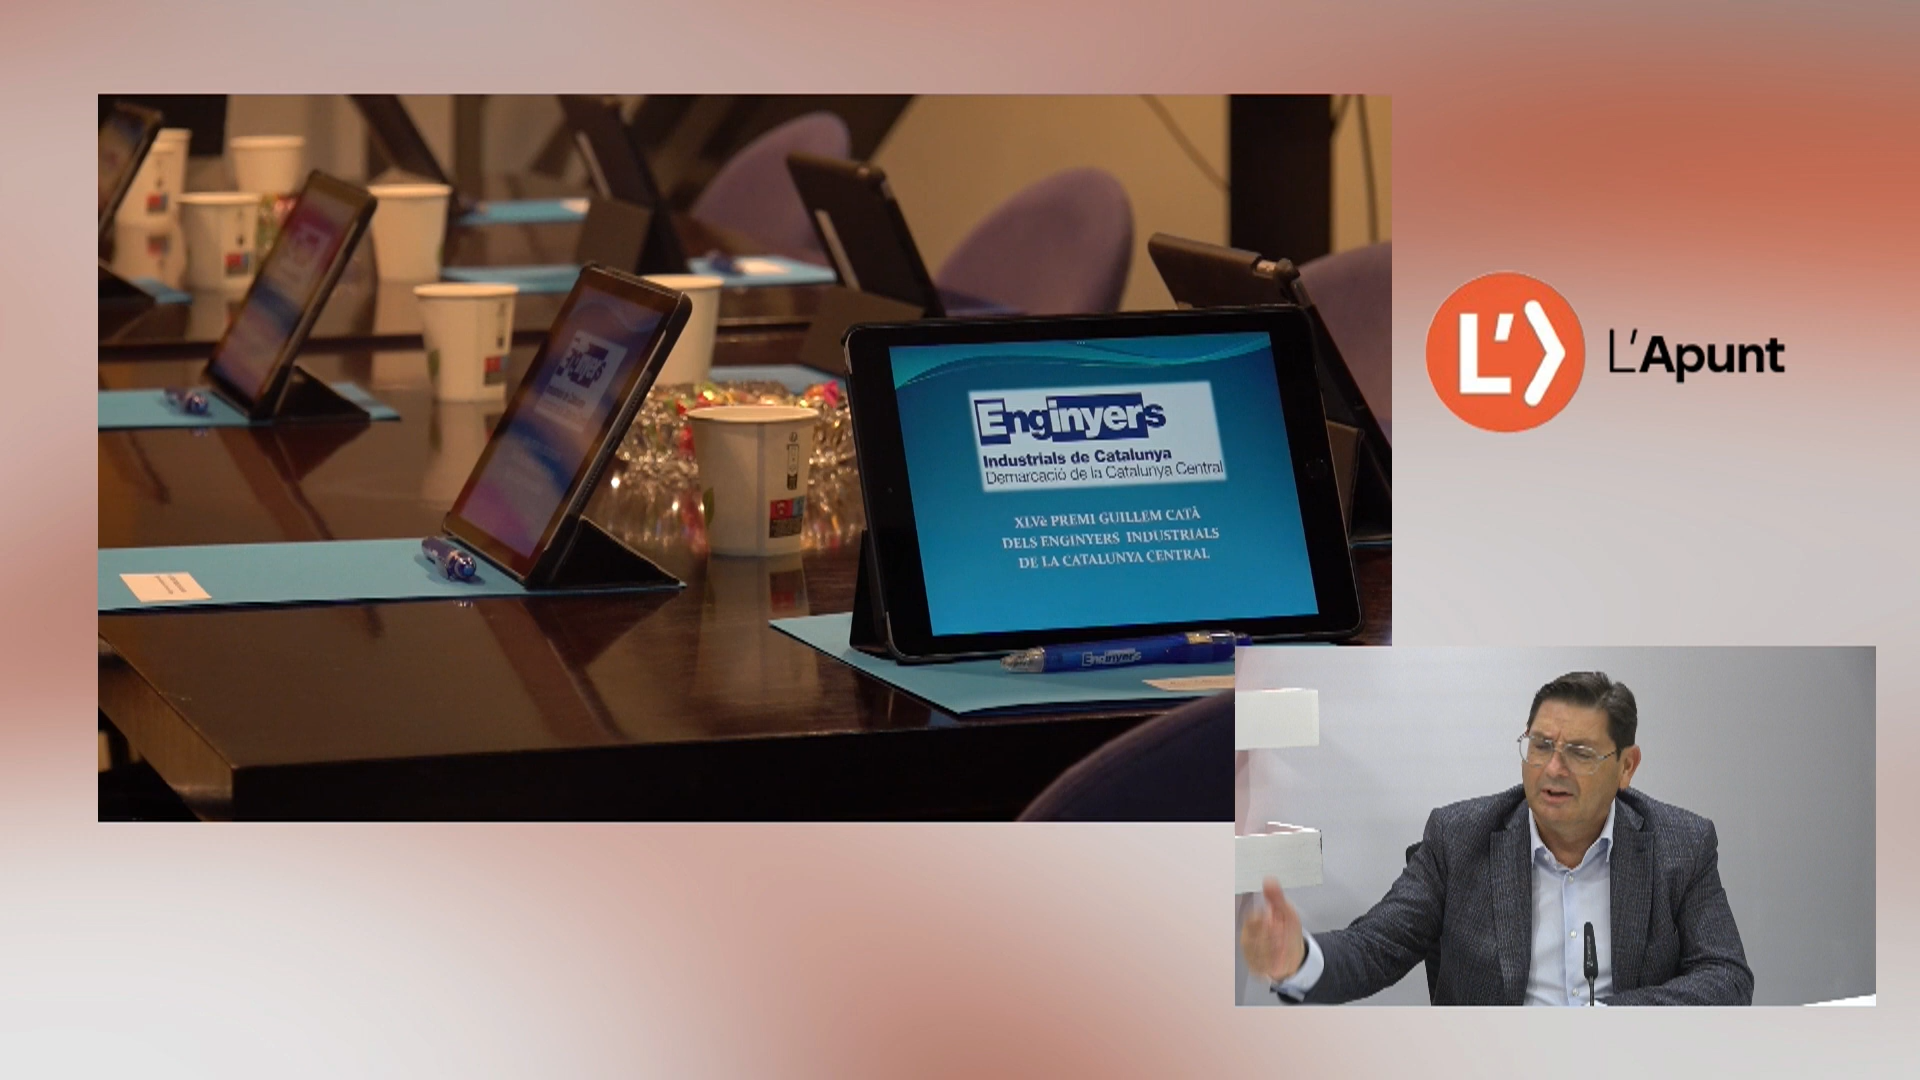 Enginyers
Industrials de Catalunya
Demarcació de la Catalunya Central
XLVè PREMI GUILLEM CATÀ
DELS ENGINYERS INDUSTRIALS
DE LA CATALUNYA CENTRAL
Enginyers
Enginyers
L'
L'Apunt